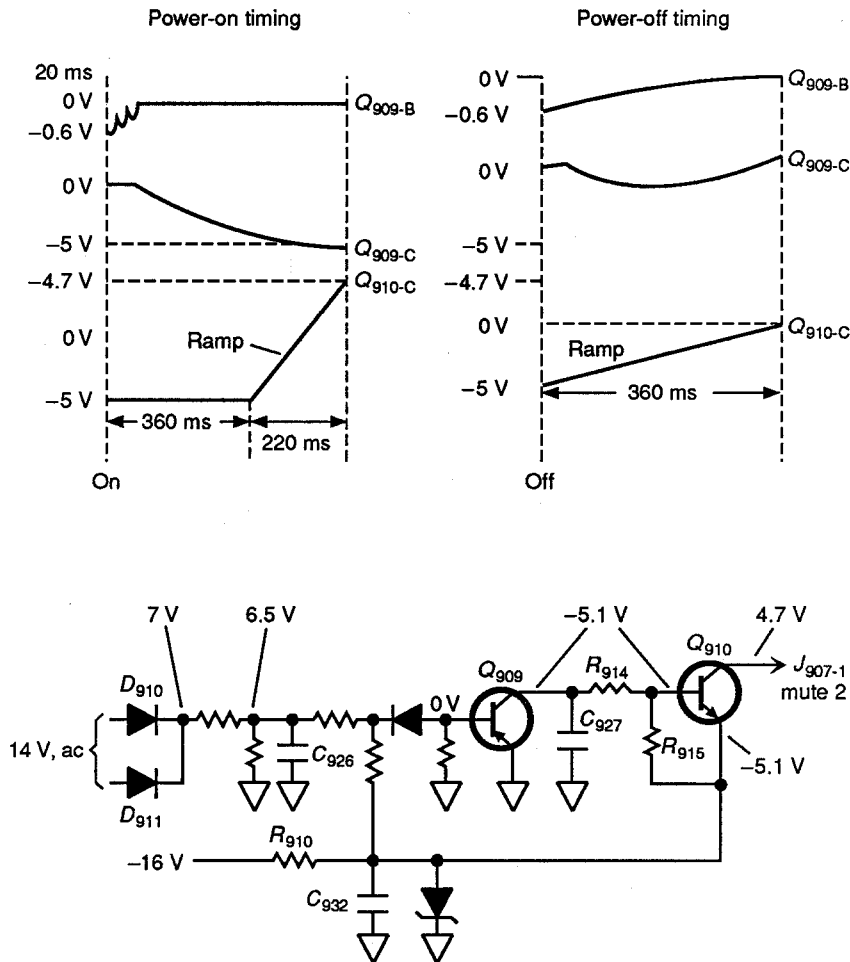 Power-on timing
Power-off timing
20 ms
0 V
−0.6 V
Q909-B
0 V
−5 V
Q909-C
−4.7 V
Q910-C
0 V
Ramp
−5 V
360 ms
220 ms
On
0 V
Q909-B
−0.6 V
0 V
Q909-C
−5 V
−4.7 V
0 V
Q910-C
Ramp
−5 V
360 ms
Off
7 V
6.5 V
−5.1 V
4.7 V
D910
Q909
Q910
R914
J907-1
mute 2
0 V
14 V, ac
C926
C927
R915
−5.1 V
D911
R910
−16 V
C932